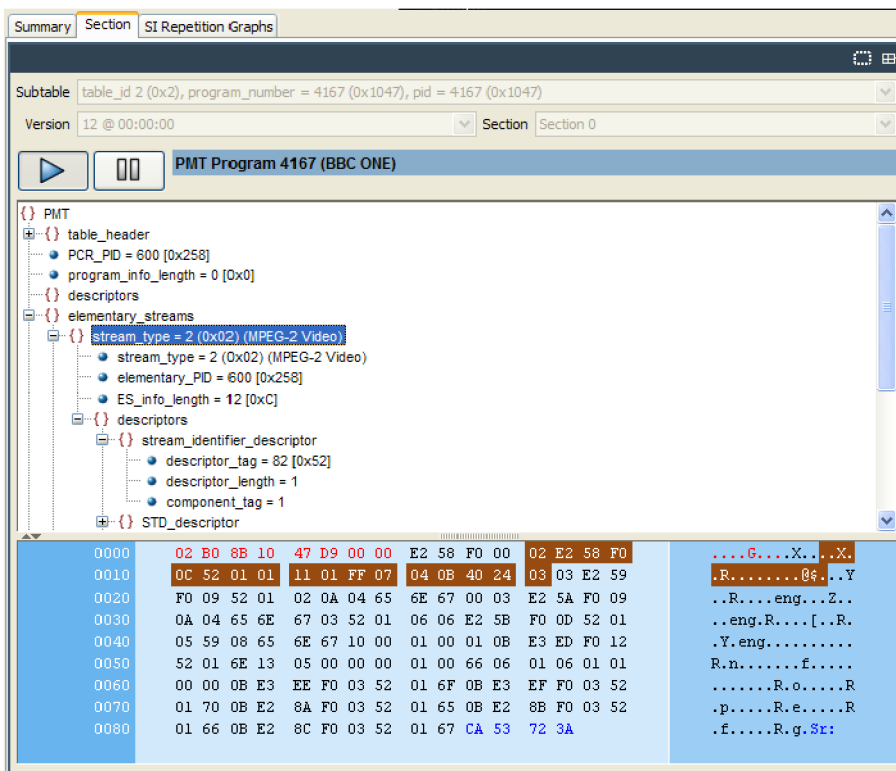 Summary Section SI Repetition Graphs
Subtable table_id 2 (0x2), program_number = 4167 (0x1047), pid = 4167 (0x1047)
Version 12 @ 00:00:00 Section Section 0
PMT Program 4167 (BBC ONE)
{} PMT
{} table_header
PCR_PID = 600 [0x258]
program_info_length = 0 [0x0]
{} descriptors
{} elementary_streams
{} stream_type = 2 (0x02) (MPEG-2 Video)
stream_type = 2 (0x02) (MPEG-2 Video)
elementary_PID = 600 [0x258]
ES_info_length = 12 [0xC]
{} descriptors
{} stream_identifier_descriptor
descriptor_tag = 82 [0x52]
descriptor_length = 1
component_tag = 1
{} STD_descriptor
0000 02 B0 8B 10 47 D9 00 00 E2 58 F0 00 02 E2 58 F0 ....G....X....X.
0010 0C 52 01 01 11 01 FF 07 04 0B 40 24 03 03 E2 59 .R........@$...Y
0020 F0 09 52 01 02 0A 04 65 6E 67 00 03 E2 5A F0 09 ..R....eng...Z..
0030 0A 04 65 6E 67 03 52 01 06 06 E2 5B F0 0D 52 01 ..eng.R....[..R.
0040 05 59 08 65 6E 67 10 00 01 00 01 0B E3 ED F0 12 .Y.eng..........
0050 52 01 6E 13 05 00 00 00 01 00 66 06 01 06 01 01 R.n.......f.....
0060 00 00 0B E3 EE F0 03 52 01 6F 0B E3 EF F0 03 52 .......R.o.....R
0070 01 70 0B E2 8A F0 03 52 01 65 0B E2 8B F0 03 52 .p.....R.e.....R
0080 01 66 0B E2 8C F0 03 52 01 67 CA 53 72 3A .f.....R.g.Sr: